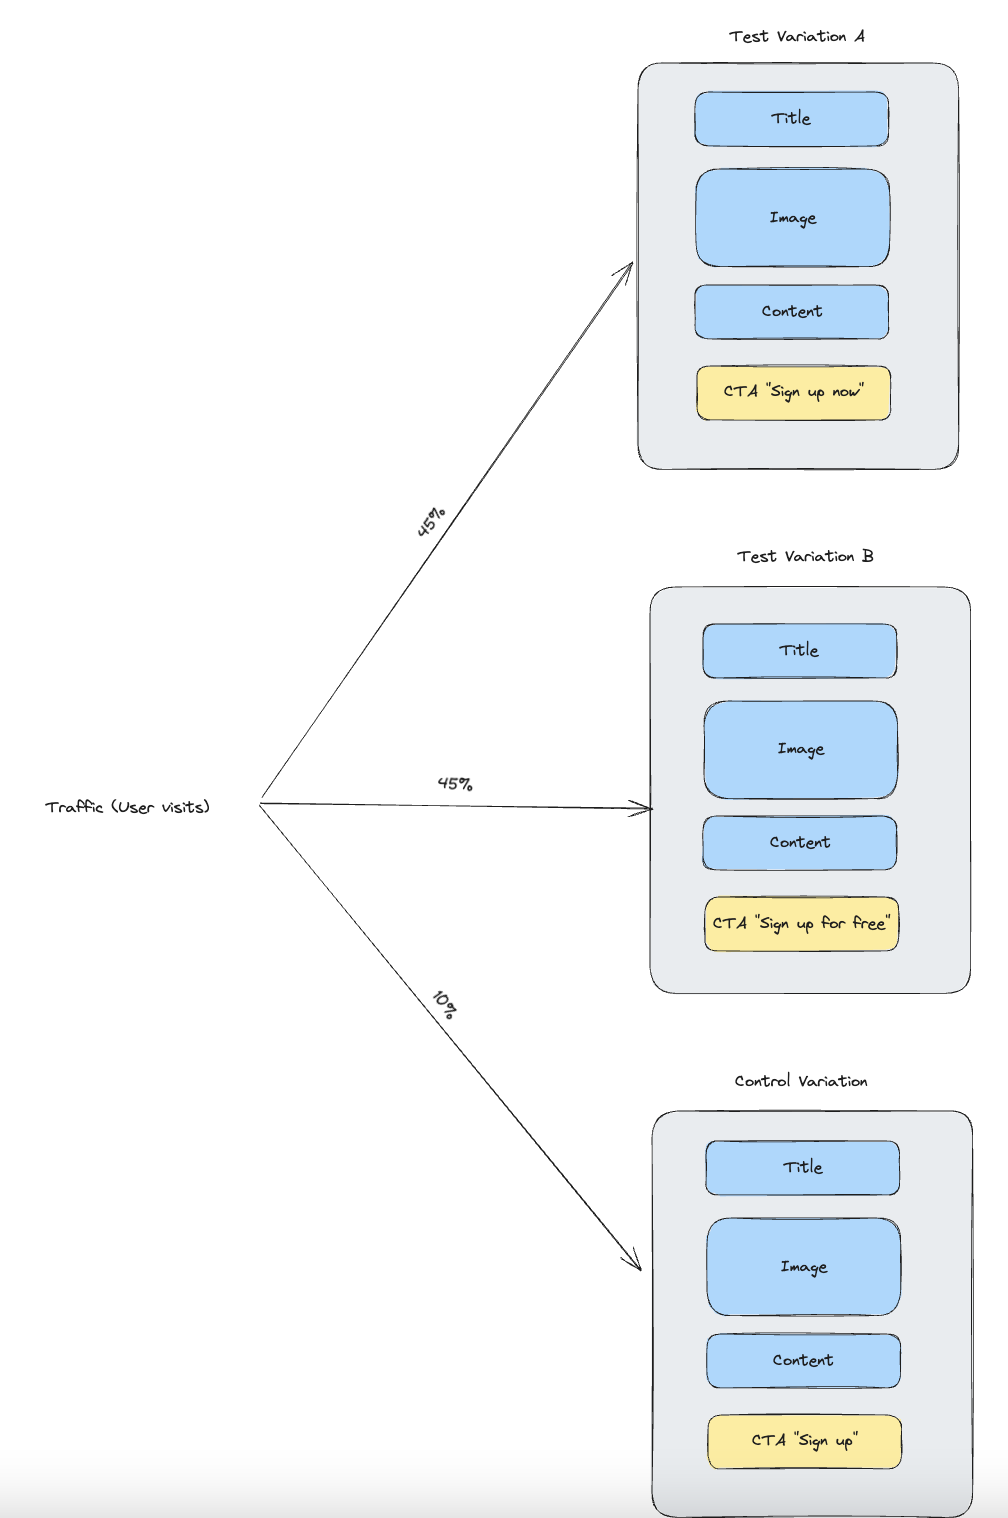 Test Variation A
Title
Image
Content
CTA "Sign up now"
45%
Test Variation B
Title
Image
Content
CTA "Sign up for free"
45%
Traffic (User visits)
10%
Control Variation
Title
Image
Content
CTA "Sign up"